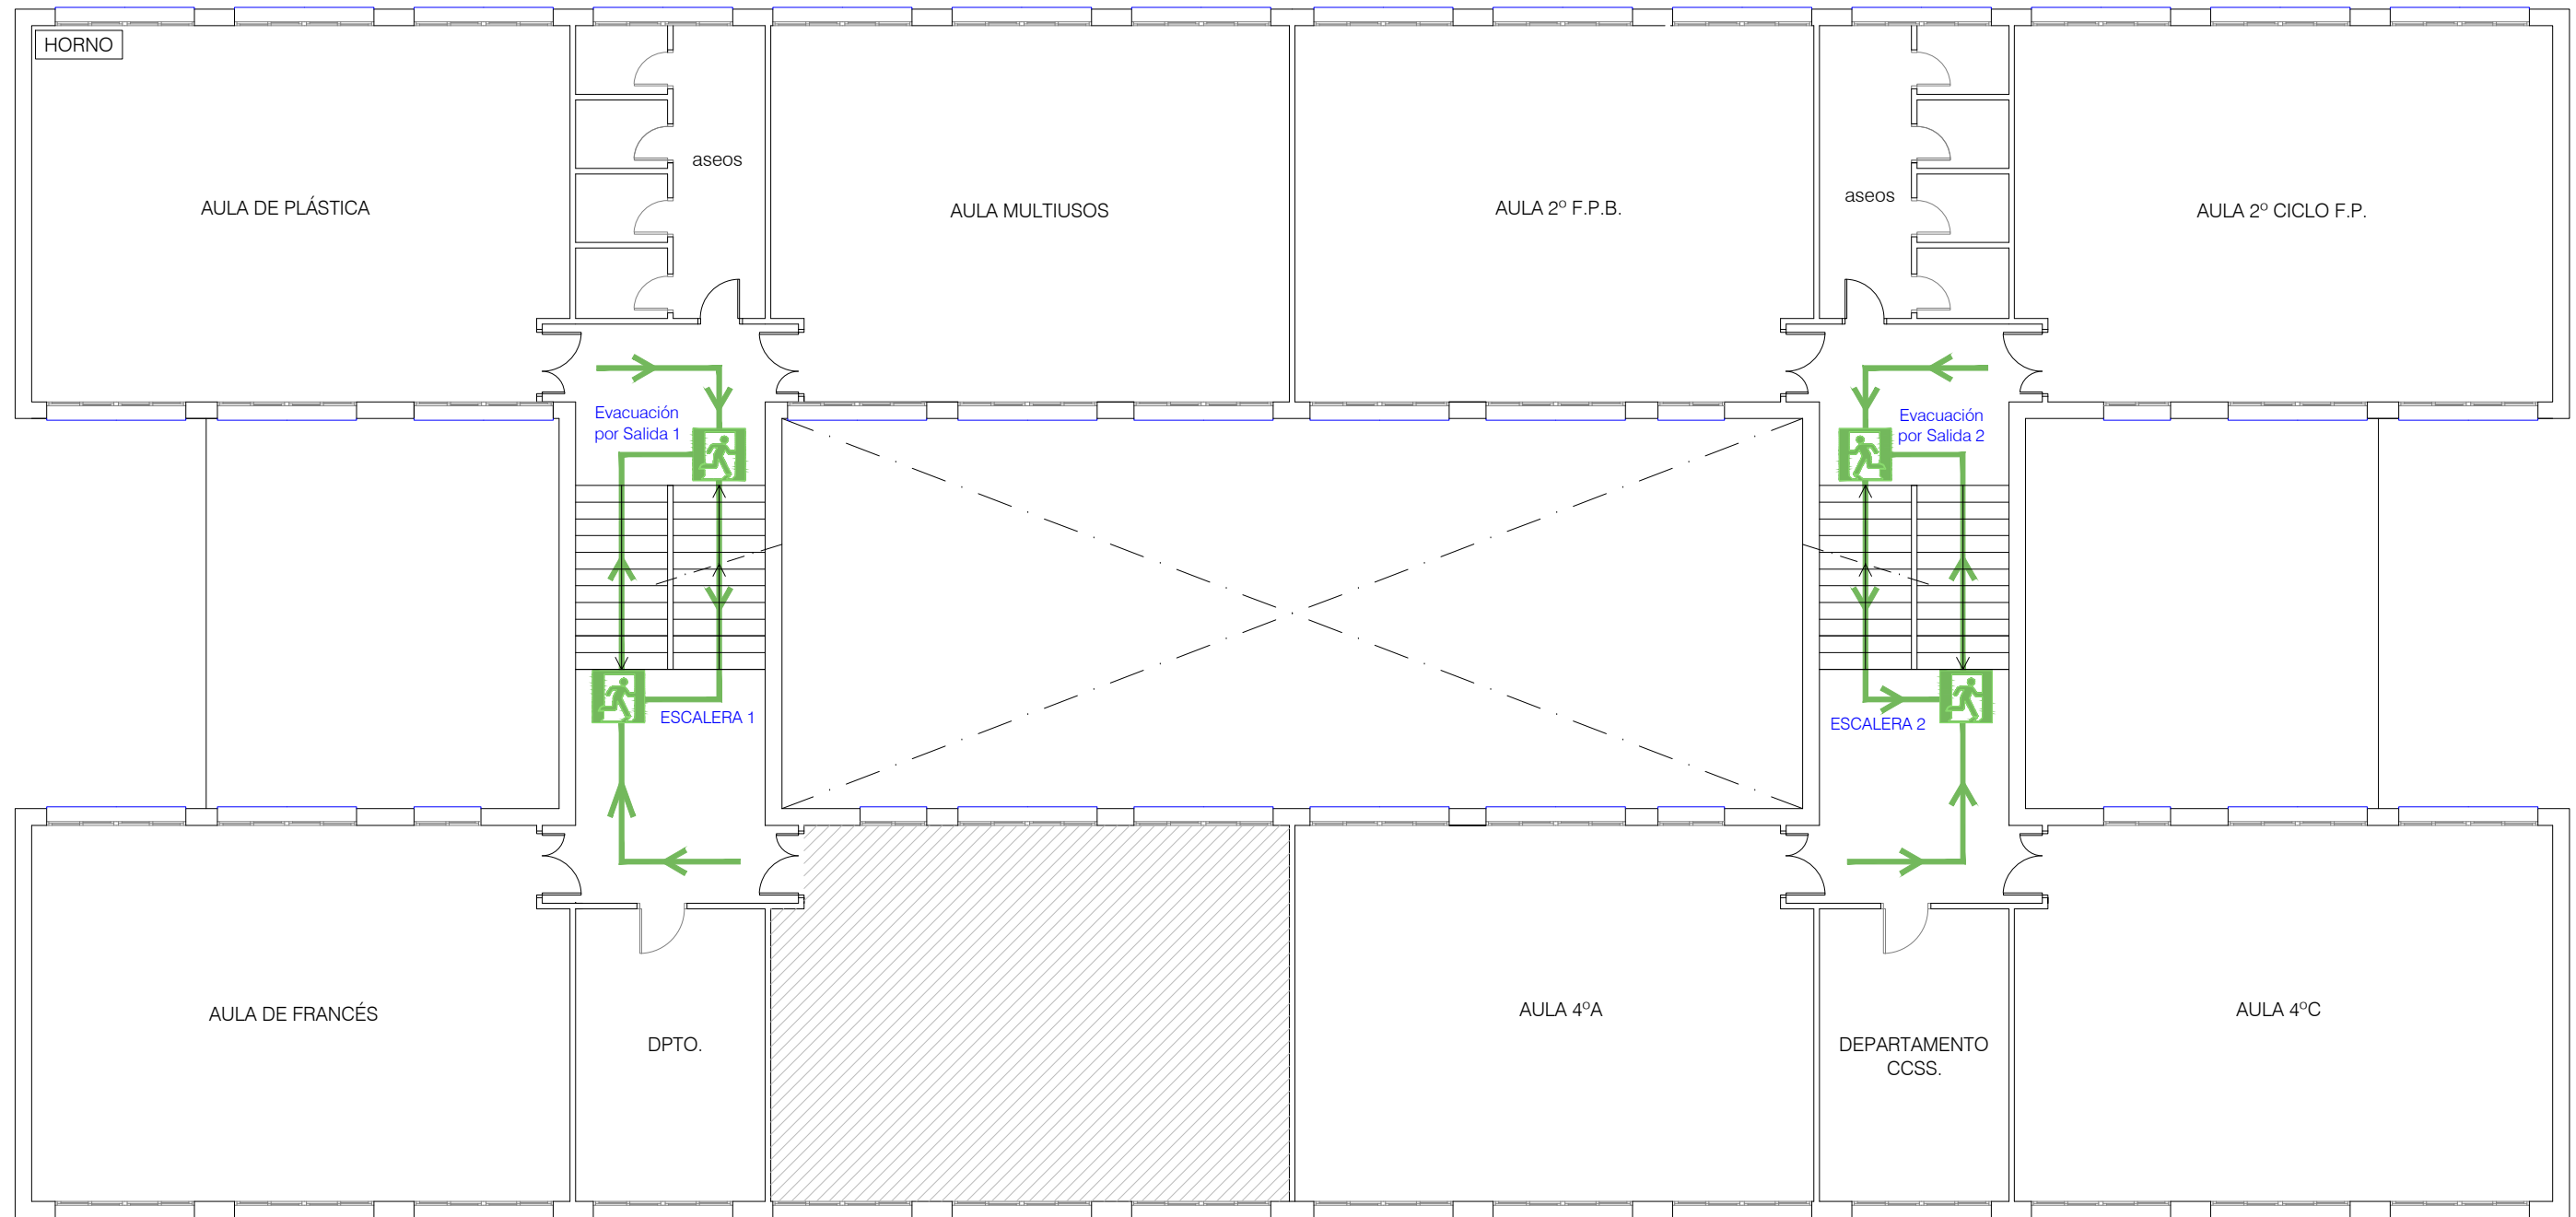 HORNO
AULA DE PLÁSTICA
aseos
AULA MULTIUSOS
AULA 2º F.P.B.
aseos
AULA 2º CICLO F.P.
Evacuación
por Salida 1
Evacuación
por Salida 2
ESCALERA 1
ESCALERA 2
AULA DE FRANCÉS
DPTO.
AULA 4ºA
DEPARTAMENTO
CCSS.
AULA 4ºC